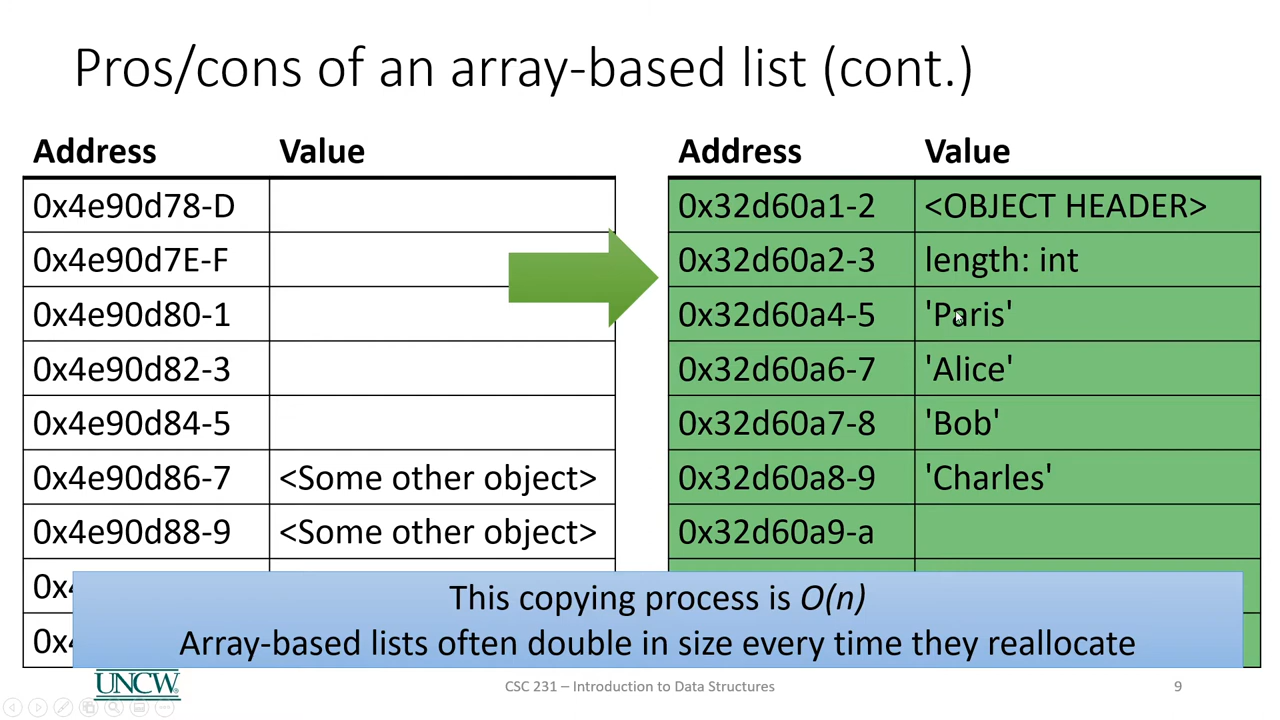 Pros/cons of an array-based list (cont.)
Address Value
0x4e90d78-D
0x4e90d7E-F
0x4e90d80-1
0x4e90d82-3
0x4e90d84-5
0x4e90d86-7 <Some other object>
0x4e90d88-9 <Some other object>
Address Value
0x32d60a1-2 <OBJECT HEADER>
0x32d60a2-3 length: int
0x32d60a4-5 'Paris'
0x32d60a6-7 'Alice'
0x32d60a7-8 'Bob'
0x32d60a8-9 'Charles'
0x32d60a9-a
This copying process is O(n)
Array-based lists often double in size every time they reallocate
UNCW
CSC 231 – Introduction to Data Structures
9